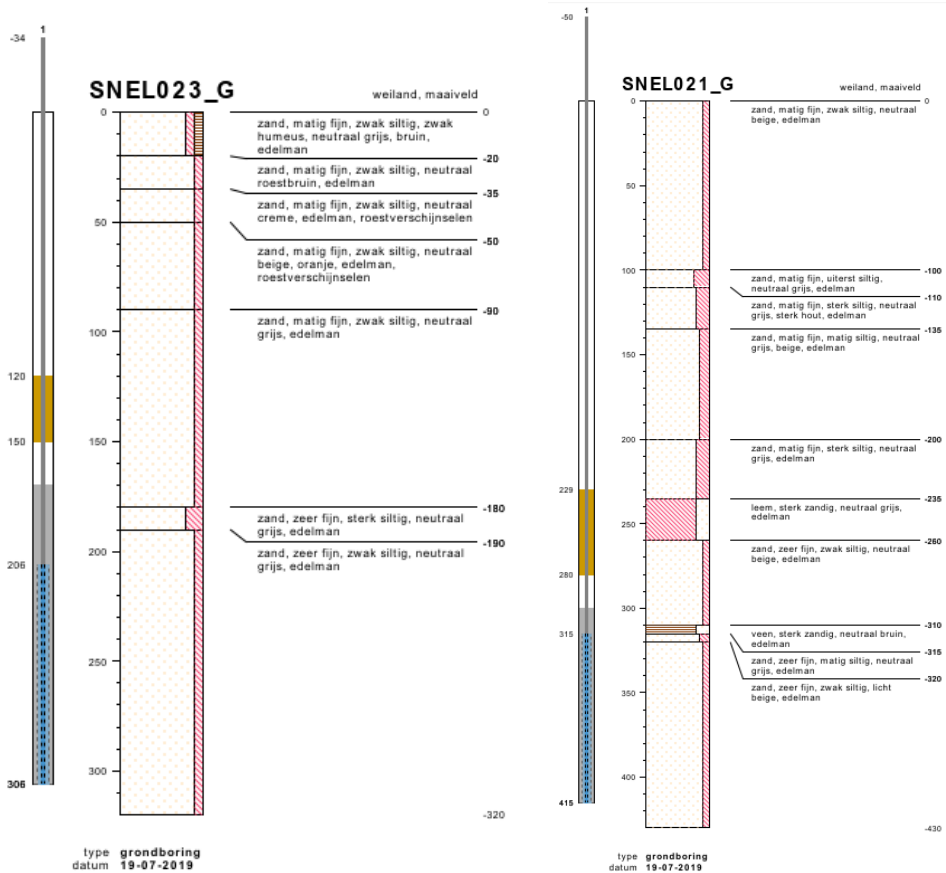 1
-34
SNEL023_G
weiland, maaiveld
0
0
zand, matig fijn, zwak siltig, zwak
humeus, neutraal grijs, bruin,
edelman
-20
zand, matig fijn, zwak siltig, neutraal
roestbruin, edelman
-35
zand, matig fijn, zwak siltig, neutraal
creme, edelman, roestverschijnselen
50
-50
zand, matig fijn, zwak siltig, neutraal
beige, oranje, edelman,
roestverschijnselen
-90
zand, matig fijn, zwak siltig, neutraal
grijs, edelman
100
120
150
150
-180
zand, zeer fijn, sterk siltig, neutraal
grijs, edelman
-190
zand, zeer fijn, zwak siltig, neutraal
grijs, edelman
200
206
250
300
-320
type grondboring
datum 19-07-2019
1
-50
SNEL021_G
weiland, maaiveld
0
0
zand, matig fijn, zwak siltig, neutraal
beige, edelman
50
100
-100
zand, matig fijn, uiterst siltig,
neutraal grijs, edelman
-110
zand, matig fijn, sterk siltig, neutraal
grijs, sterk hout, edelman
-135
zand, matig fijn, matig siltig, neutraal
grijs, beige, edelman
150
200
-200
zand, matig fijn, sterk siltig, neutraal
grijs, edelman
229
-235
leem, sterk zandig, neutraal grijs,
edelman
250
-260
zand, zeer fijn, zwak siltig, neutraal
beige, edelman
280
300
-310
veen, sterk zandig, neutraal bruin,
edelman
315
-315
zand, zeer fijn, matig siltig, neutraal
grijs, edelman
-320
zand, zeer fijn, zwak siltig, licht
beige, edelman
350
400
415
-430
type grondboring
datum 19-07-2019